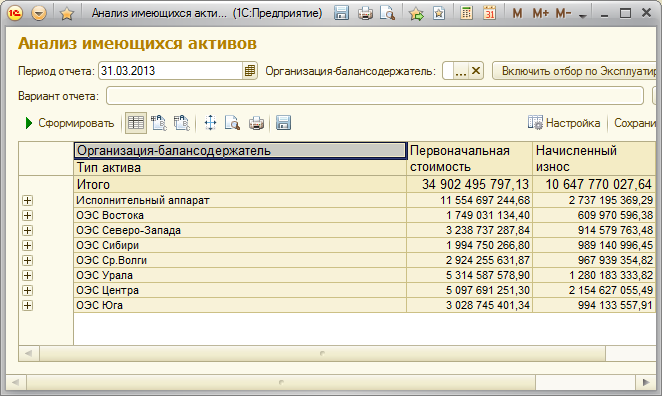 Анализ имеющихся акти... (1С:Предприятие)
M M+ M-
Анализ имеющихся активов
Период отчета: 31.03.2013 Организация-балансодержатель: ... Включить отбор по Эксплуатир
Вариант отчета:
Сформировать Настройка Сохрани
Организация-балансодержатель Первоначальная стоимость Начисленный износ
Тип актива
Итого 34 902 495 797,13 10 647 770 027,64
Исполнительный аппарат 11 554 697 244,68 2 737 195 369,29
ОЭС Востока 1 749 031 134,40 609 970 596,38
ОЭС Северо-Запада 3 238 737 287,84 914 579 763,48
ОЭС Сибири 1 994 750 266,80 989 140 996,45
ОЭС Ср.Волги 2 924 255 631,87 967 939 354,82
ОЭС Урала 5 314 587 578,90 1 280 183 333,82
ОЭС Центра 5 097 691 251,30 2 154 627 055,49
ОЭС Юга 3 028 745 401,34 994 133 557,91